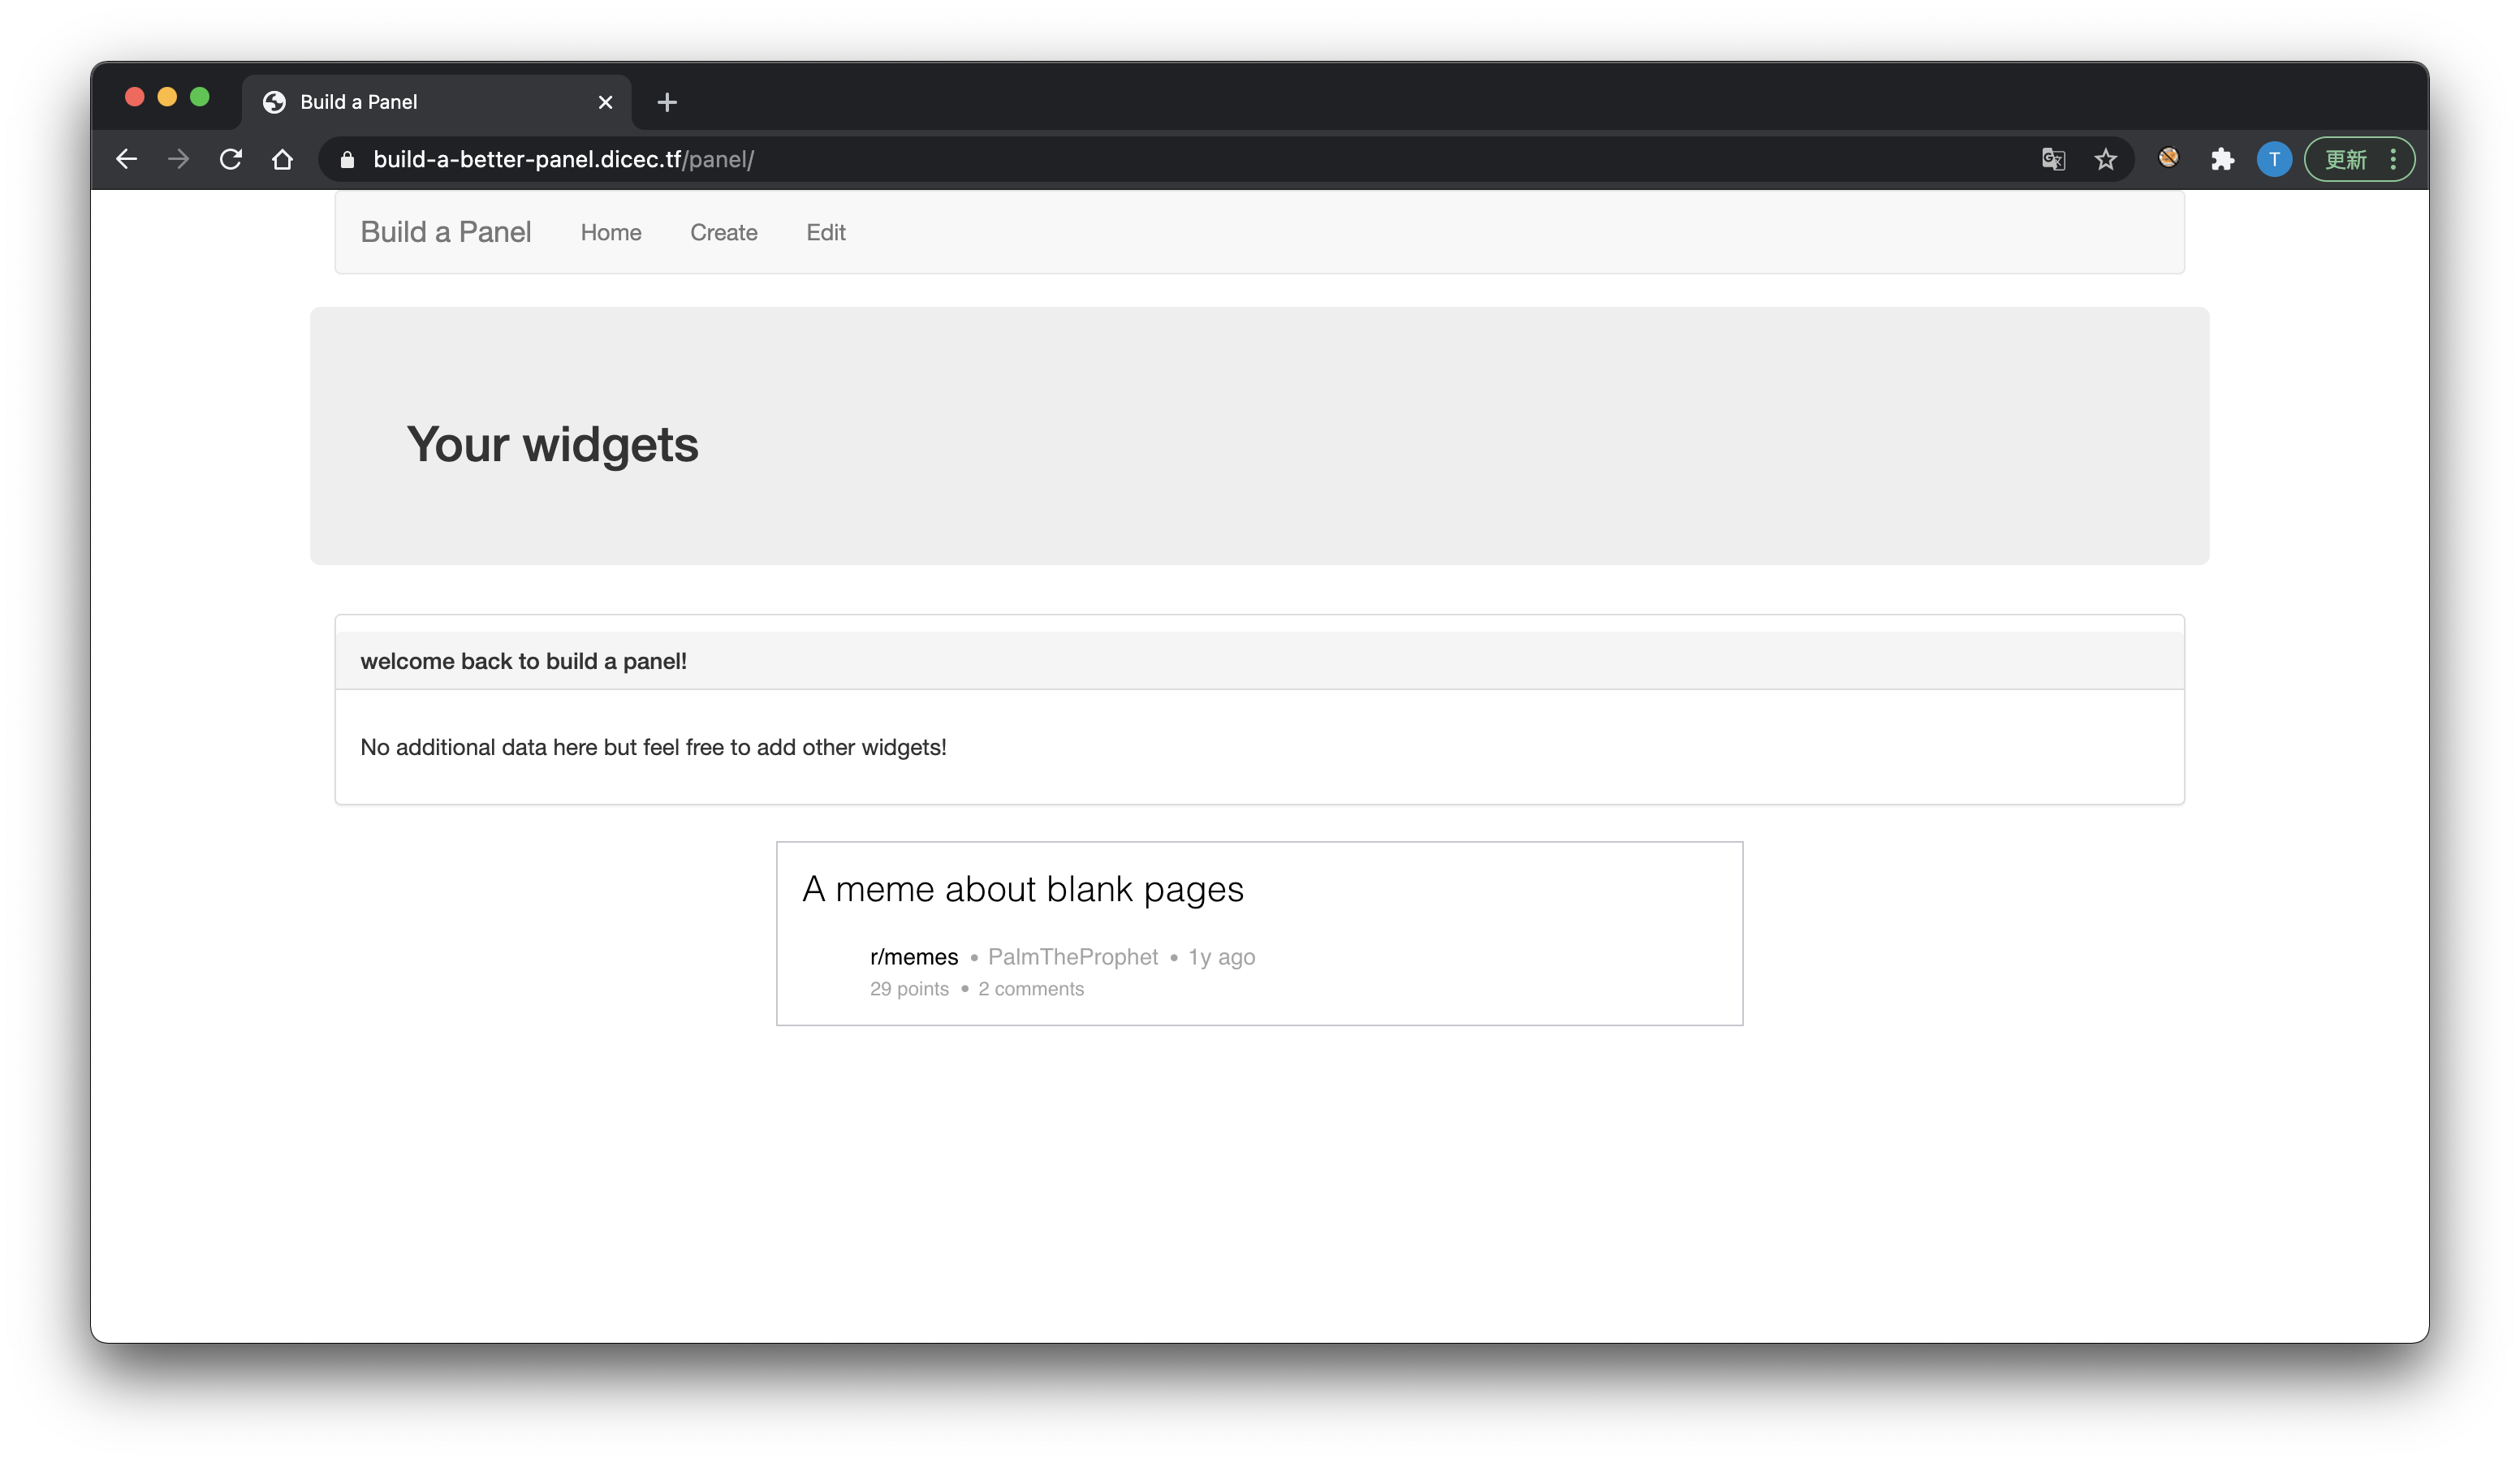 Build a Panel
build-a-better-panel.dicec.tf/panel/
T
更新
Build a Panel Home Create Edit
Your widgets
welcome back to build a panel!
No additional data here but feel free to add other widgets!
A meme about blank pages
r/memes • PalmTheProphet • 1y ago
29 points • 2 comments